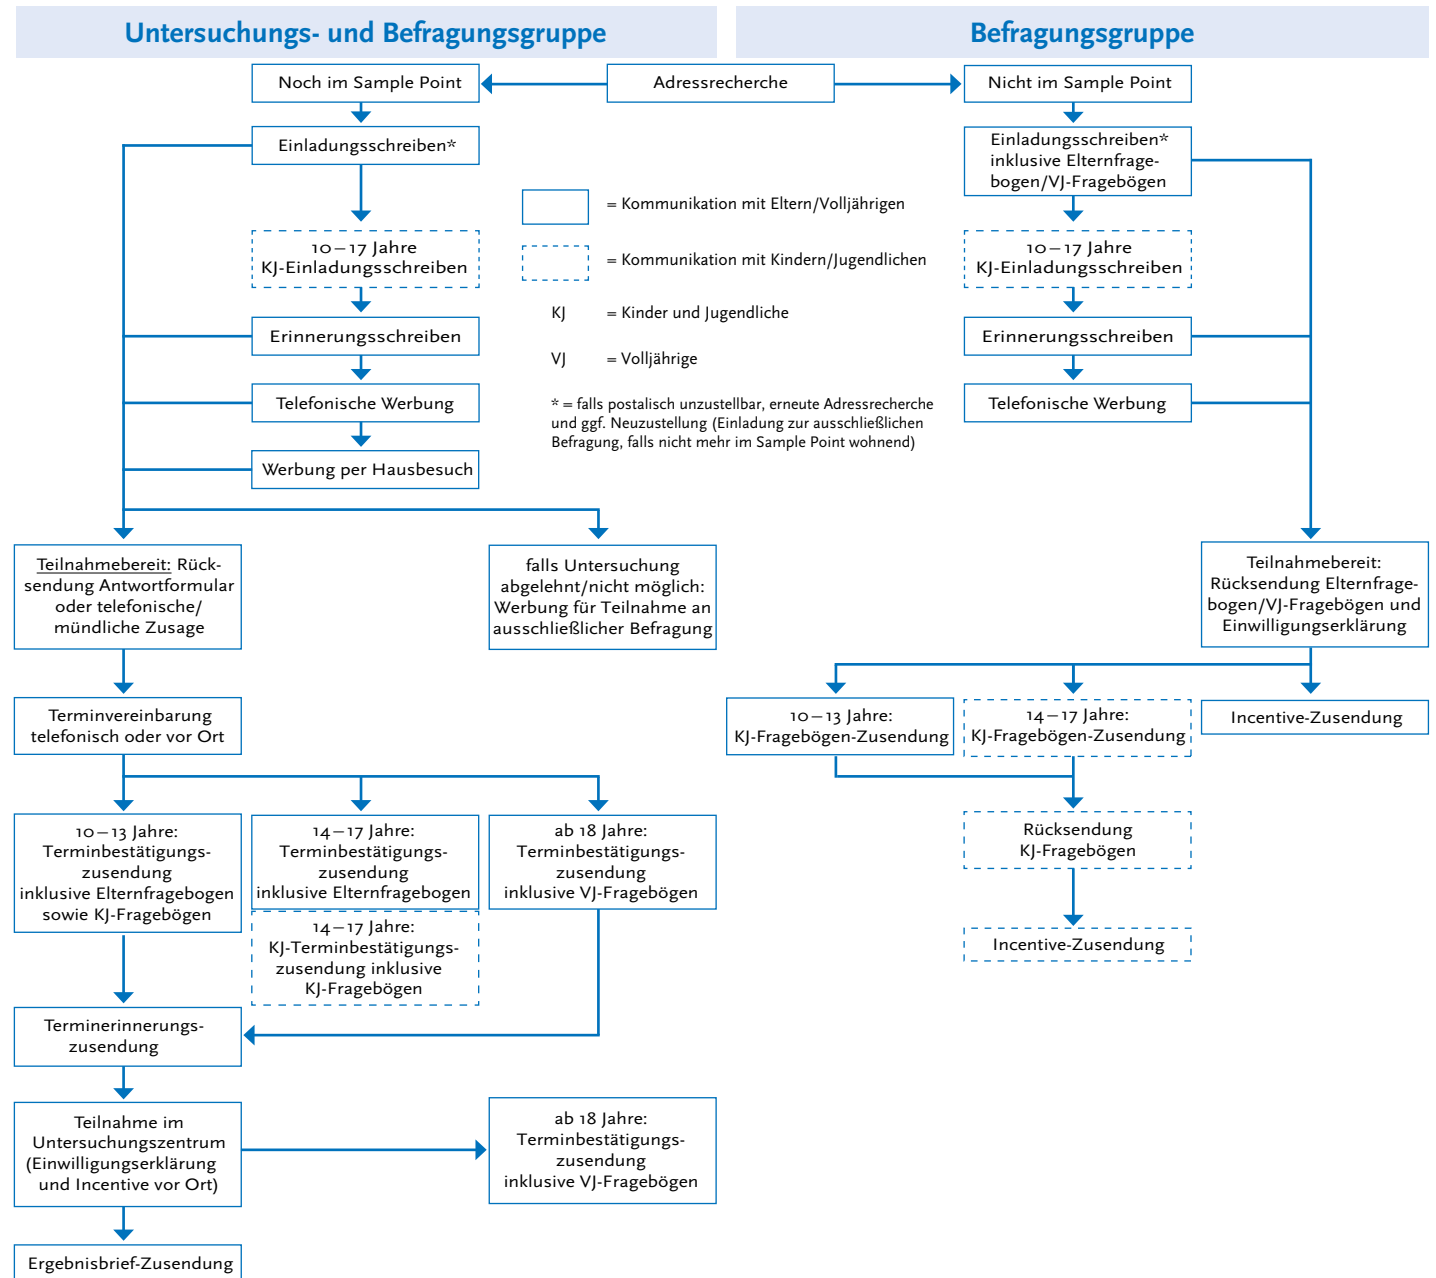 Untersuchungs- und Befragungsgruppe
Befragungsgruppe
Noch im Sample Point
Adressrecherche
Nicht im Sample Point
Einladungsschreiben*
Einladungsschreiben*
inklusive Elternfrage-
bogen/VJ-Fragebögen
10–17 Jahre
KJ-Einladungsschreiben
10–17 Jahre
KJ-Einladungsschreiben
Erinnerungsschreiben
Erinnerungsschreiben
Telefonische Werbung
Telefonische Werbung
Werbung per Hausbesuch
= Kommunikation mit Eltern/Volljährigen
= Kommunikation mit Kindern/Jugendlichen
KJ = Kinder und Jugendliche
VJ = Volljährige
* = falls postalisch unzustellbar, erneute Adressrecherche
und ggf. Neuzustellung (Einladung zur ausschließlichen
Befragung, falls nicht mehr im Sample Point wohnend)
Teilnahmebereit: Rück-
sendung Antwortformular
oder telefonische/
mündliche Zusage
falls Untersuchung
abgelehnt/nicht möglich:
Werbung für Teilnahme an
ausschließlicher Befragung
Teilnahmebereit:
Rücksendung Elternfrage-
bogen/VJ-Fragebögen und
Einwilligungserklärung
Terminvereinbarung
telefonisch oder vor Ort
10–13 Jahre:
KJ-Fragebögen-Zusendung
14–17 Jahre:
KJ-Fragebögen-Zusendung
Incentive-Zusendung
10–13 Jahre:
Terminbestätigungs-
zusendung
inklusive Elternfragebogen
sowie KJ-Fragebögen
14–17 Jahre:
Terminbestätigungs-
zusendung
inklusive Elternfragebogen
14–17 Jahre:
KJ-Terminbestätigungs-
zusendung inklusive
KJ-Fragebögen
ab 18 Jahre:
Terminbestätigungs-
zusendung
inklusive VJ-Fragebögen
Rücksendung
KJ-Fragebögen
Incentive-Zusendung
Terminerinnerungs-
zusendung
Teilnahme im
Untersuchungszentrum
(Einwilligungserklärung
und Incentive vor Ort)
ab 18 Jahre:
Terminbestätigungs-
zusendung
inklusive VJ-Fragebögen
Ergebnisbrief-Zusendung